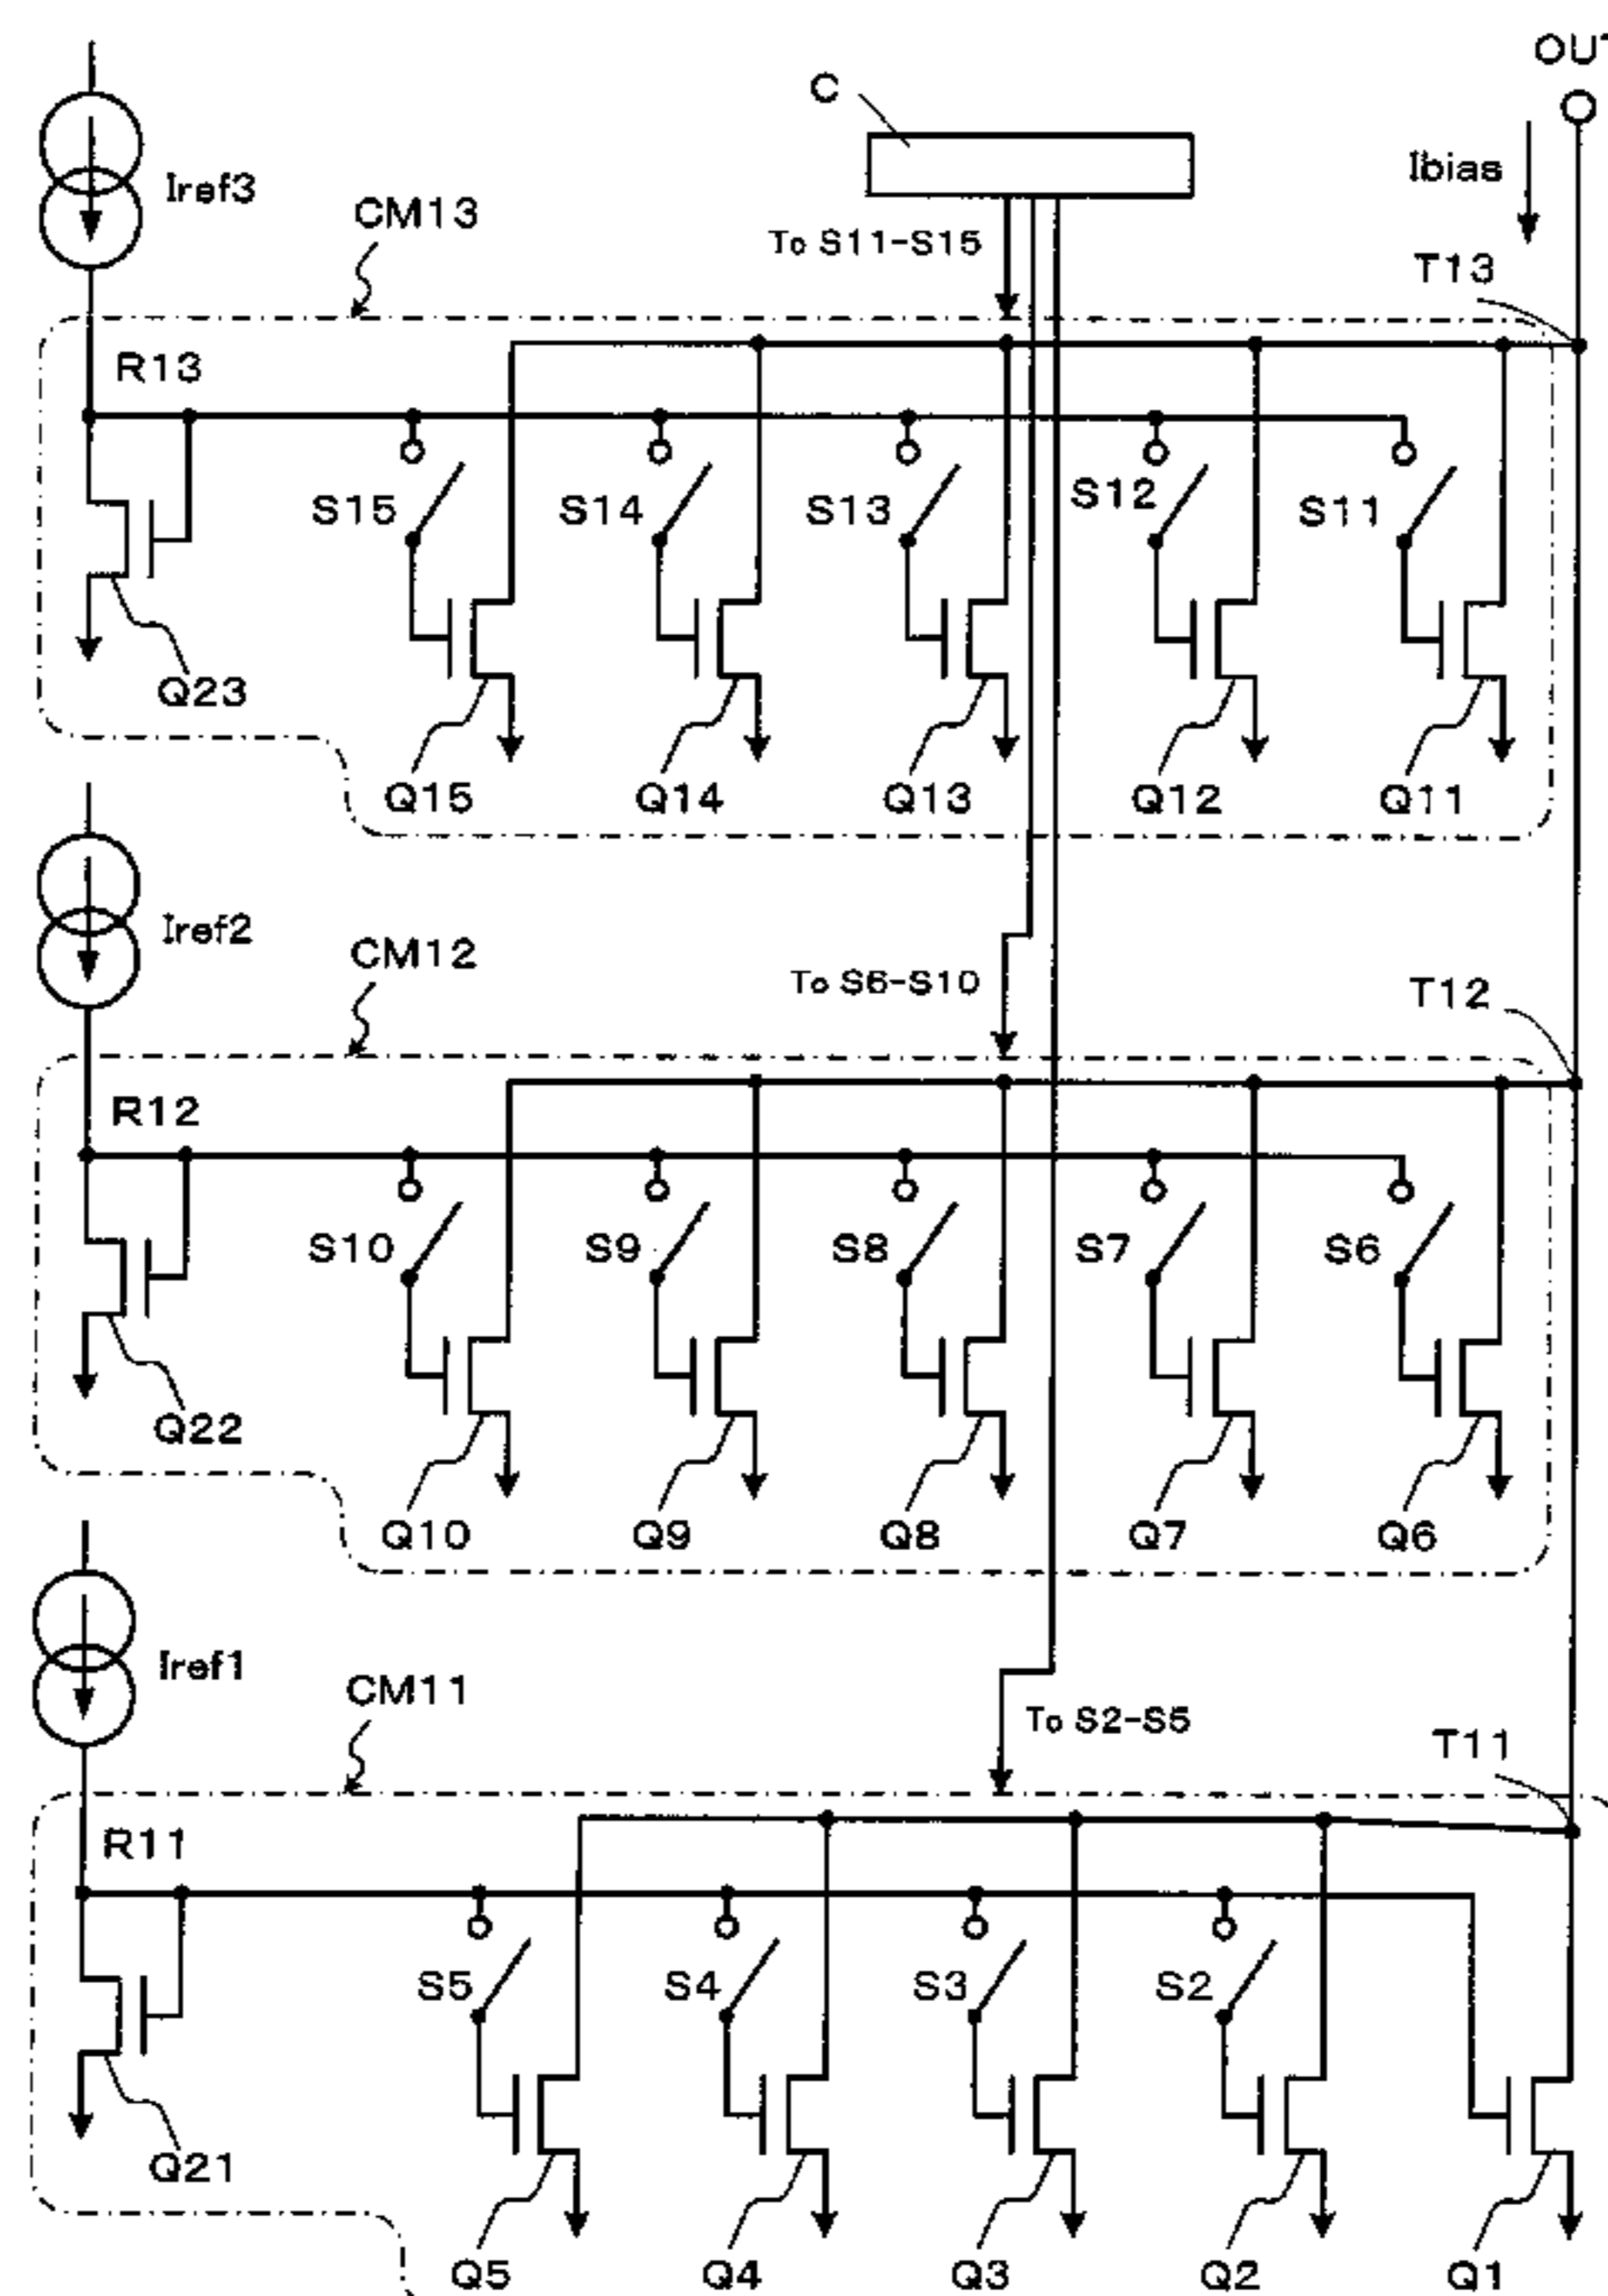 OUT
C
Iref3
Ibias
CM13
To S11-S15
T13
R13
S15 S14 S13 S12 S11
Q23
Q15 Q14 Q13 Q12 Q11
Iref2
CM12
To S6-S10
T12
R12
S10 S9 S8 S7 S6
Q22
Q10 Q9 Q8 Q7 Q6
Iref1
CM11
To S2-S5
T11
R11
S5 S4 S3 S2
Q21
Q5 Q4 Q3 Q2 Q1